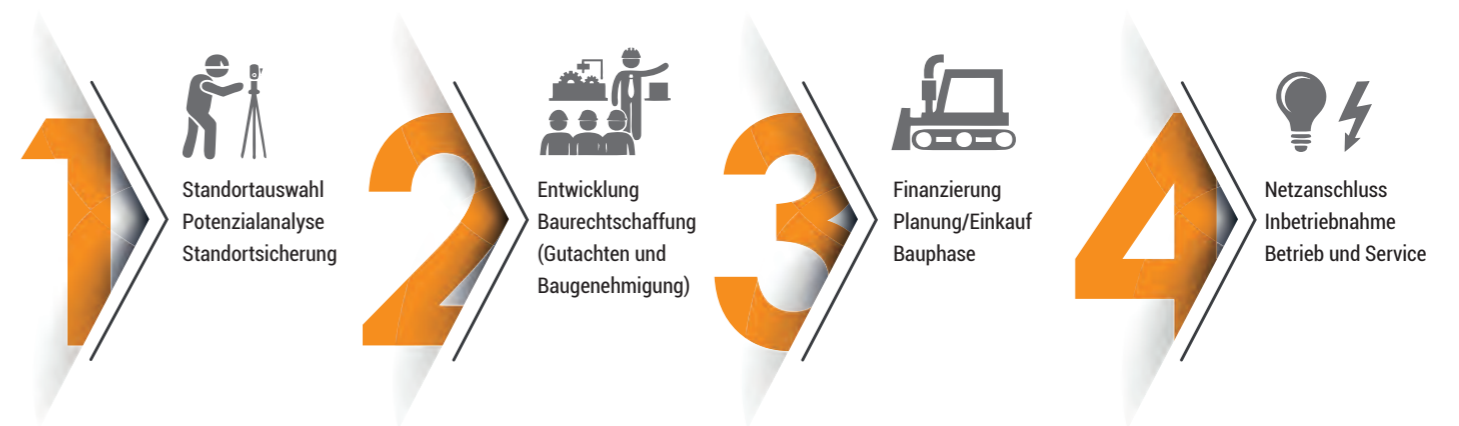 1
Standortauswahl
Potenzialanalyse
Standortsicherung
2
Entwicklung
Baurechtschaffung
(Gutachten und
Baugenehmigung)
3
Finanzierung
Planung/Einkauf
Bauphase
4
Netzanschluss
Inbetriebnahme
Betrieb und Service